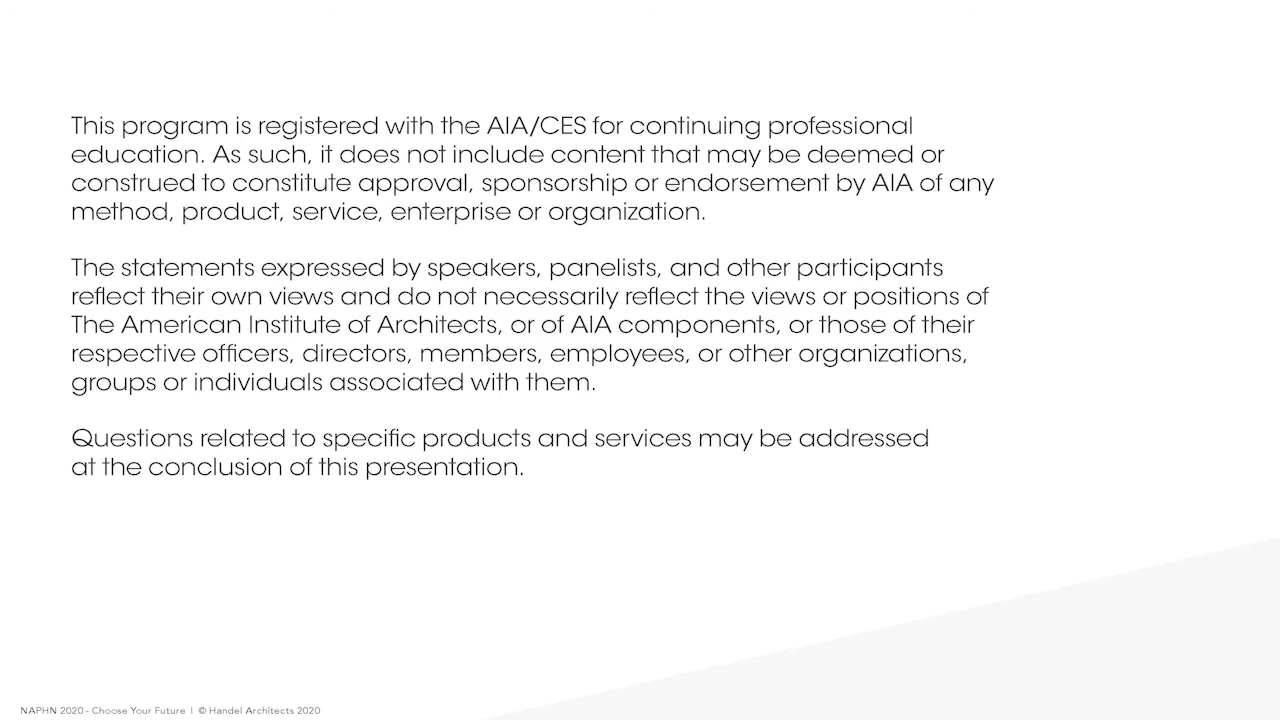 This program is registered with the AIA/CES for continuing professional
education. As such, it does not include content that may be deemed or
construed to constitute approval, sponsorship or endorsement by AIA of any
method, product, service, enterprise or organization.
The statements expressed by speakers, panelists, and other participants
reflect their own views and do not necessarily reflect the views or positions of
The American Institute of Architects, or of AIA components, or those of their
respective officers, directors, members, employees, or other organizations,
groups or individuals associated with them.
Questions related to specific products and services may be addressed
at the conclusion of this presentation.
NAPHN 2020 - Choose Your Future | © Handel Architects 2020